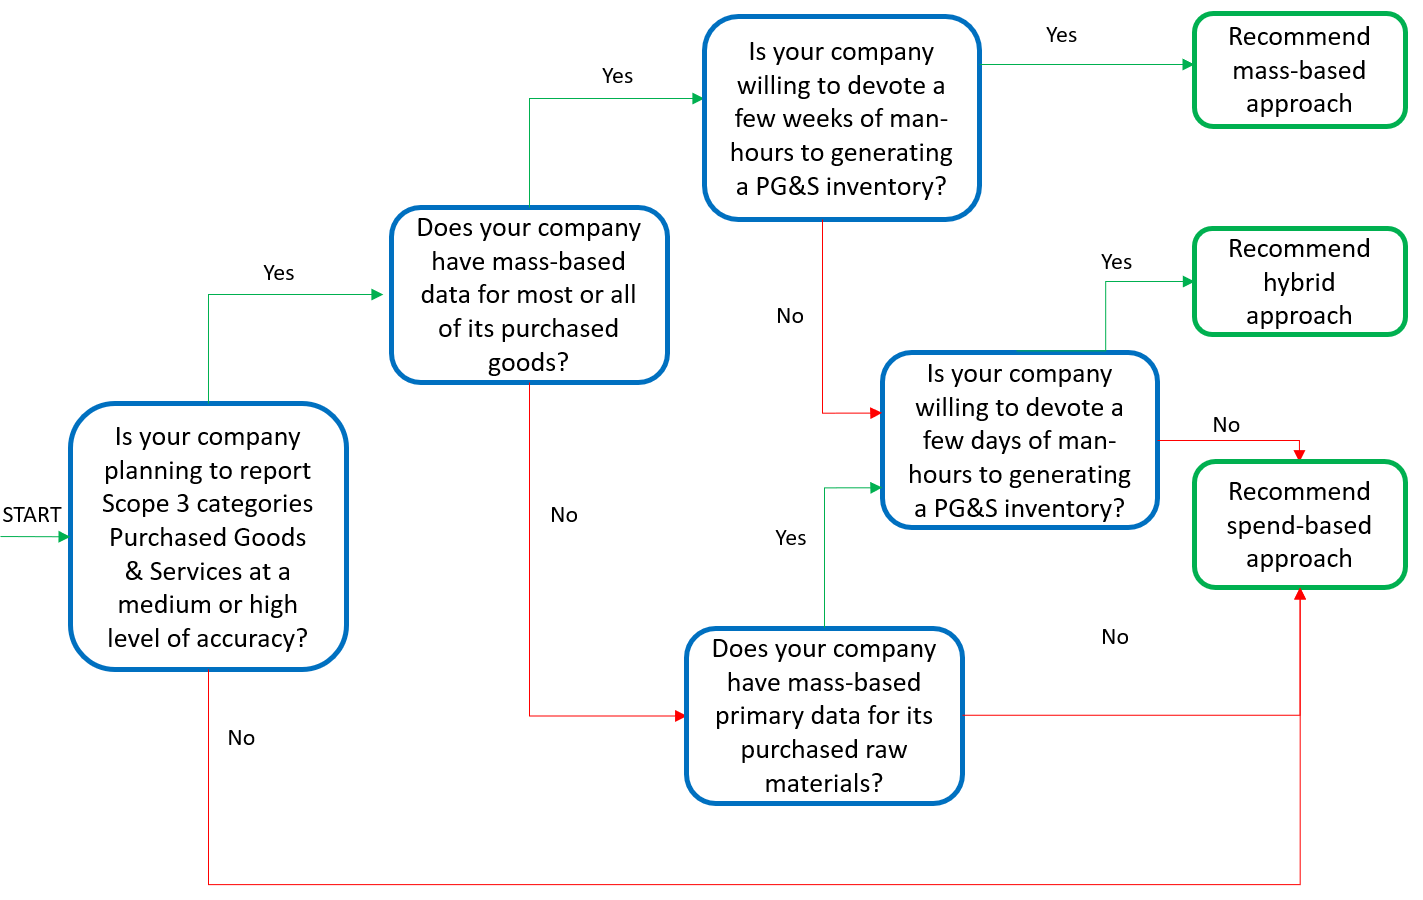 START
Is your company
planning to report
Scope 3 categories
Purchased Goods
& Services at a
medium or high
level of accuracy?
Yes
No
Does your company
have mass-based
data for most or all
of its purchased
goods?
Yes
No
Is your company
willing to devote a
few weeks of man-
hours to generating
a PG&S inventory?
Yes
No
Recommend
mass-based
approach
Does your company
have mass-based
primary data for its
purchased raw
materials?
Yes
No
Is your company
willing to devote a
few days of man-
hours to generating
a PG&S inventory?
Yes
No
Recommend
hybrid
approach
Recommend
spend-based
approach